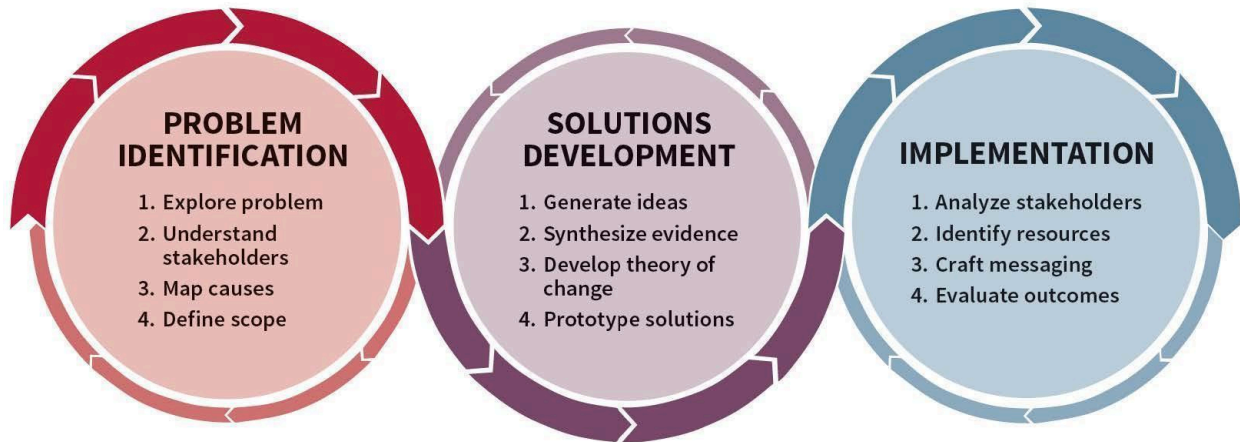 PROBLEM
IDENTIFICATION
1. Explore problem
2. Understand
stakeholders
3. Map causes
4. Define scope
SOLUTIONS
DEVELOPMENT
1. Generate ideas
2. Synthesize evidence
3. Develop theory of
change
4. Prototype solutions
IMPLEMENTATION
1. Analyze stakeholders
2. Identify resources
3. Craft messaging
4. Evaluate outcomes